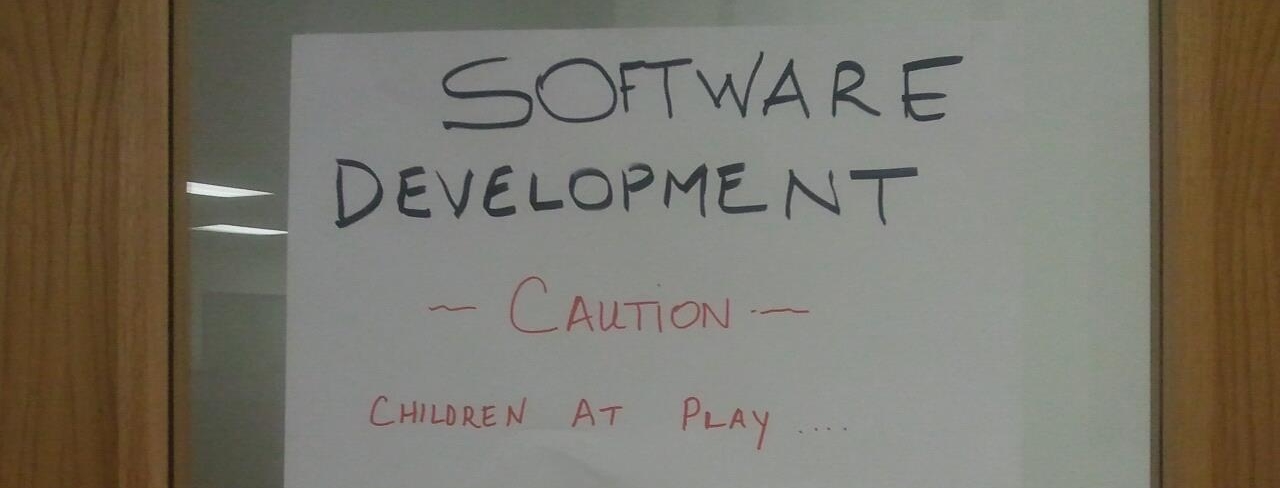 SOFTWARE
DEVELOPMENT
~ CAUTION ~
CHILDREN AT PLAY ....